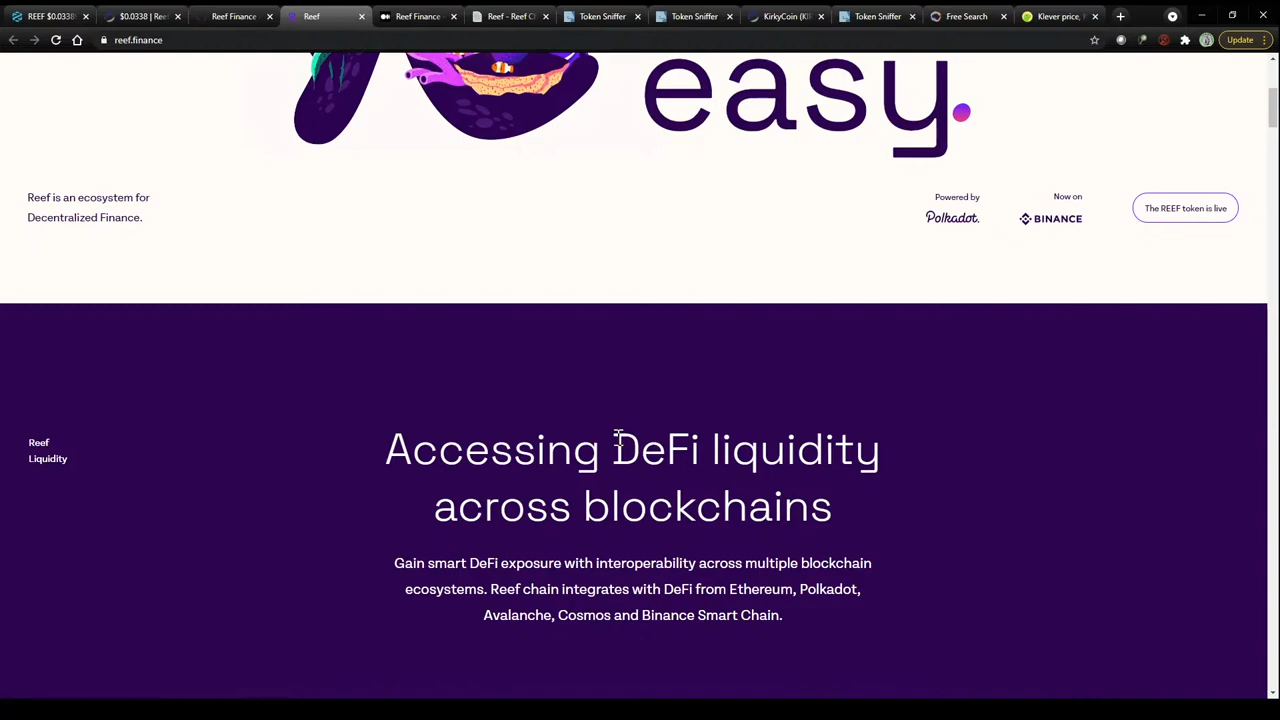 REEF $0.0338
$0.0338 | Reef
Reef Finance
Reef
Reef Finance
Reef - Reef C
Token Sniffer
Token Sniffer
KirkyCoin (KI
Token Sniffer
Free Search
Klever price,
reef.finance
Update
easy.
Reef is an ecosystem for
Decentralized Finance.
Powered by
Polkadot.
Now on
BINANCE
The REEF token is live
Reef
Liquidity
Accessing DeFi liquidity
across blockchains
Gain smart DeFi exposure with interoperability across multiple blockchain
ecosystems. Reef chain integrates with DeFi from Ethereum, Polkadot,
Avalanche, Cosmos and Binance Smart Chain.